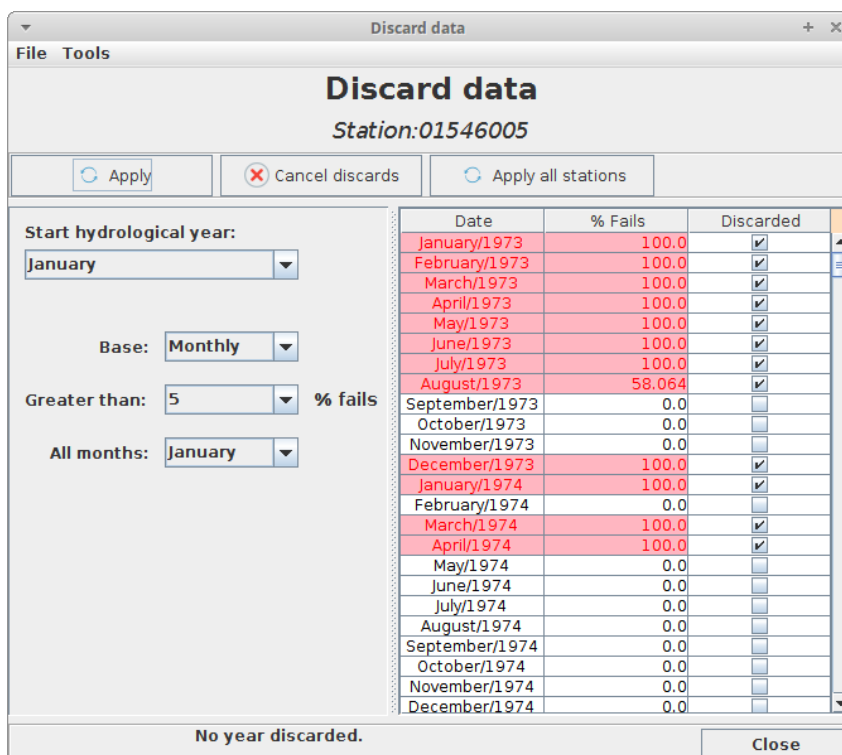 Discard data
File Tools
Discard data
Station:01546005
Apply Cancel discards Apply all stations
Start hydrological year:
January
Base: Monthly
Greater than: 5 % fails
All months: January
Date % Fails Discarded
January/1973 100.0
February/1973 100.0
March/1973 100.0
April/1973 100.0
May/1973 100.0
June/1973 100.0
July/1973 100.0
August/1973 58.064
September/1973 0.0
October/1973 0.0
November/1973 0.0
December/1973 100.0
January/1974 100.0
February/1974 0.0
March/1974 100.0
April/1974 100.0
May/1974 0.0
June/1974 0.0
July/1974 0.0
August/1974 0.0
September/1974 0.0
October/1974 0.0
November/1974 0.0
December/1974 0.0
No year discarded.
Close